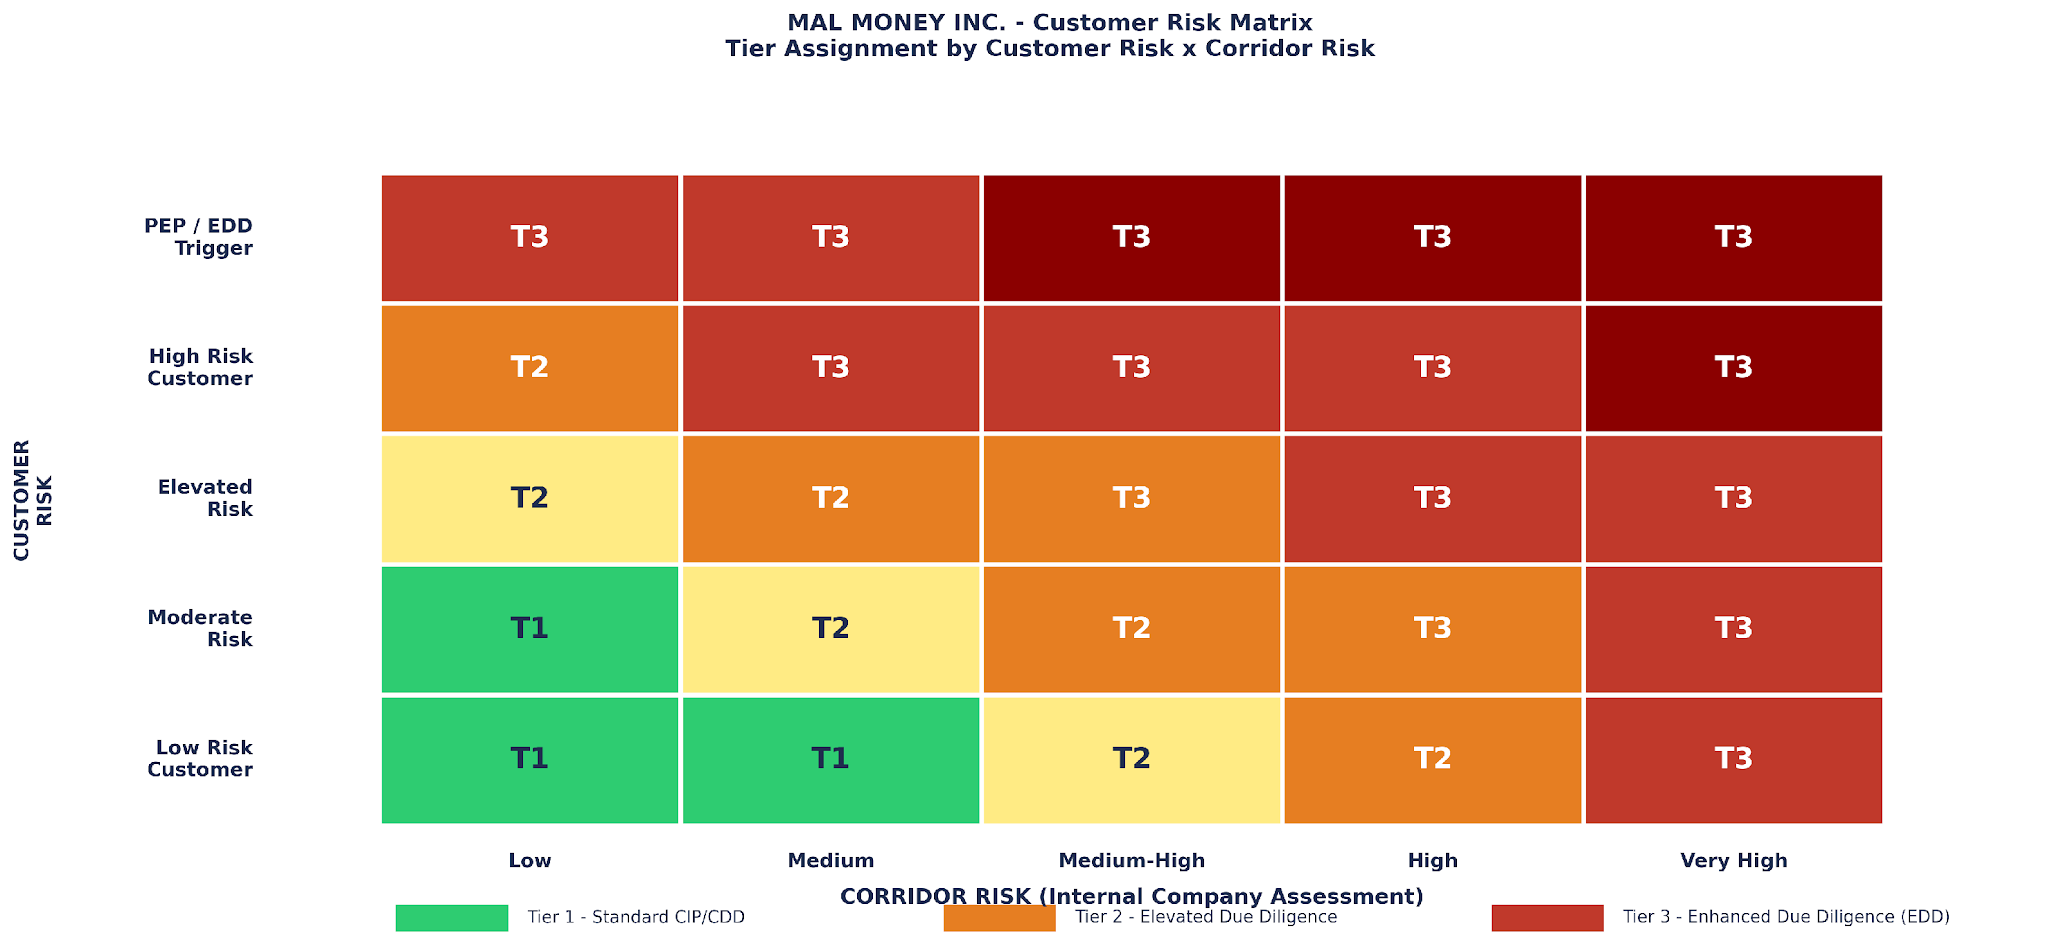 MAL MONEY INC. - Customer Risk Matrix
Tier Assignment by Customer Risk x Corridor Risk
CUSTOMER
RISK
PEP / EDD
Trigger
T3 T3 T3 T3 T3
High Risk
Customer
T2 T3 T3 T3 T3
Elevated
Risk
T2 T2 T3 T3 T3
Moderate
Risk
T1 T2 T2 T3 T3
Low Risk
Customer
T1 T1 T2 T2 T3
Low Medium Medium-High High Very High
CORRIDOR RISK (Internal Company Assessment)
Tier 1 - Standard CIP/CDD
Tier 2 - Elevated Due Diligence
Tier 3 - Enhanced Due Diligence (EDD)